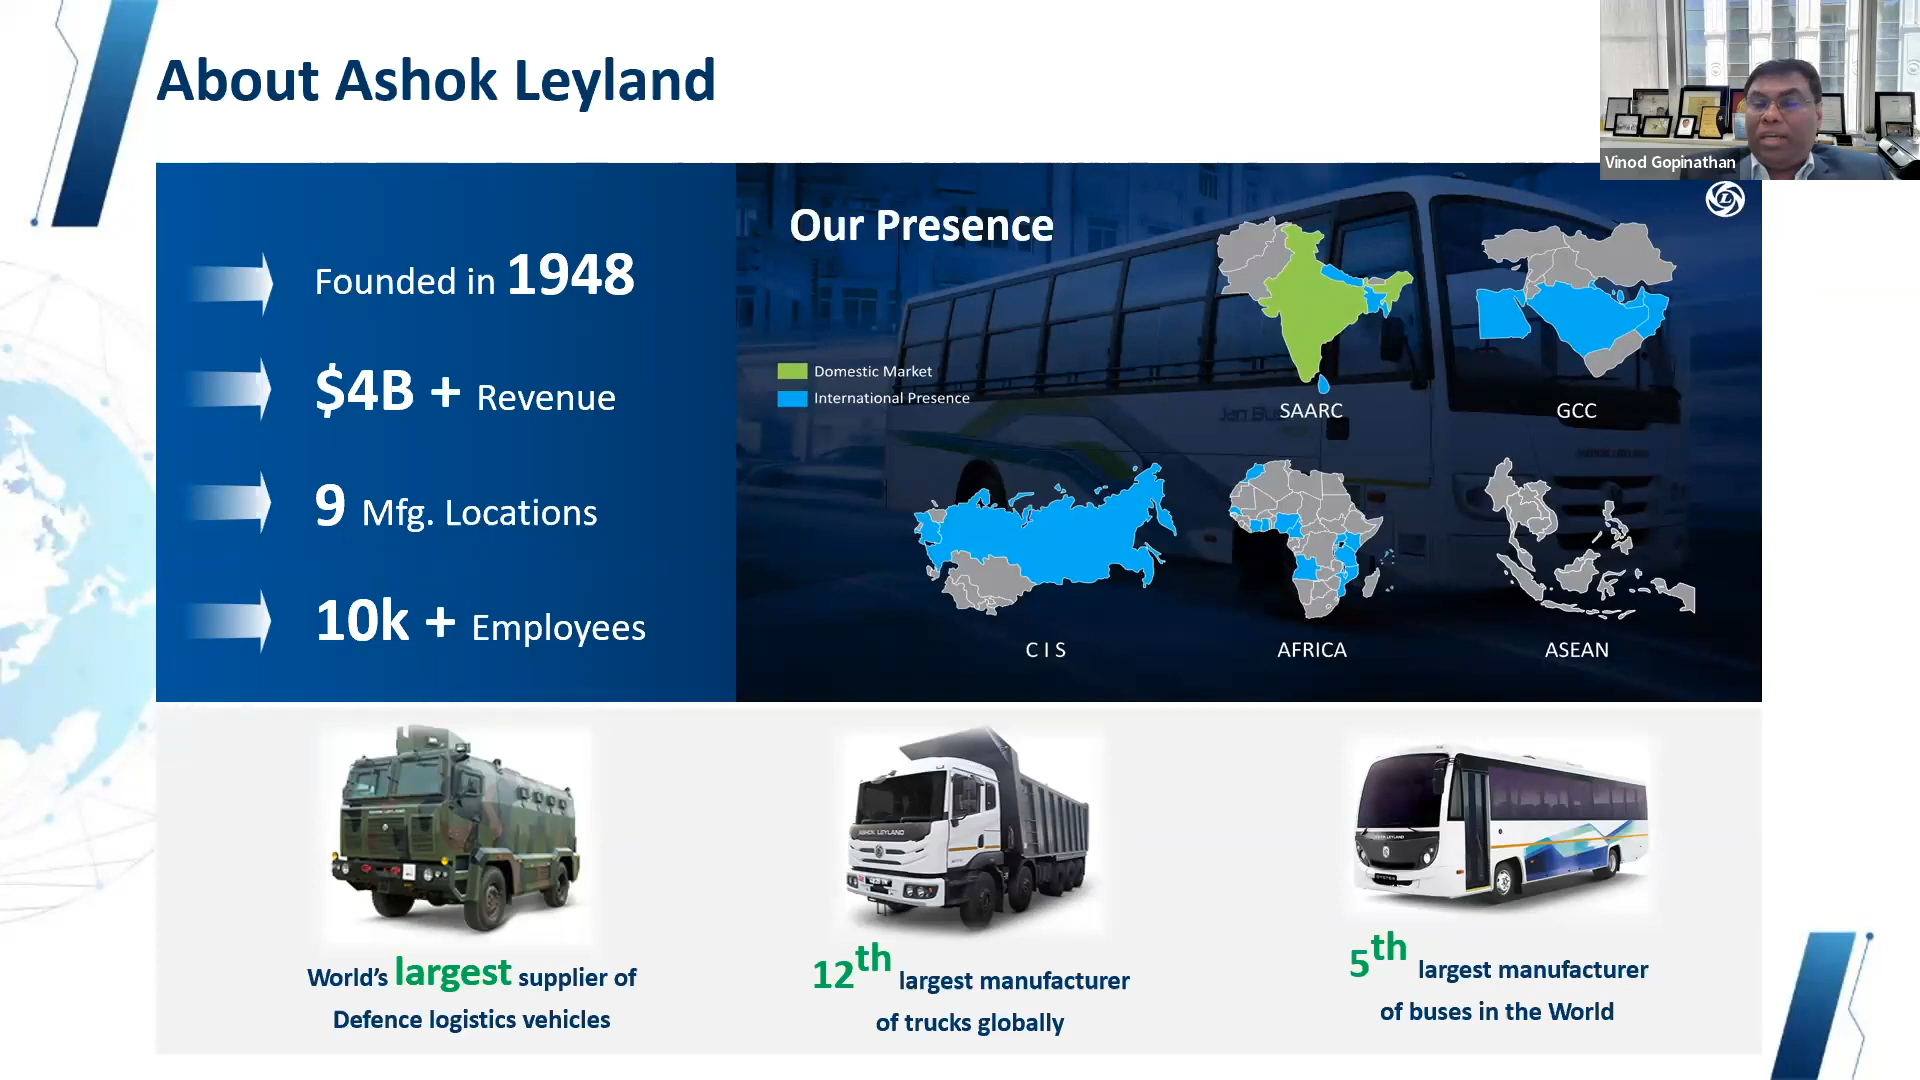 About Ashok Leyland
Vinod Gopinathan
Founded in 1948
$4B + Revenue
9 Mfg. Locations
10k + Employees
Our Presence
Domestic Market
International Presence
SAARC
GCC
C I S
AFRICA
ASEAN
ASHOK LEYLAND
World's largest supplier of
Defence logistics vehicles
12th largest manufacturer
of trucks globally
5th largest manufacturer
of buses in the World